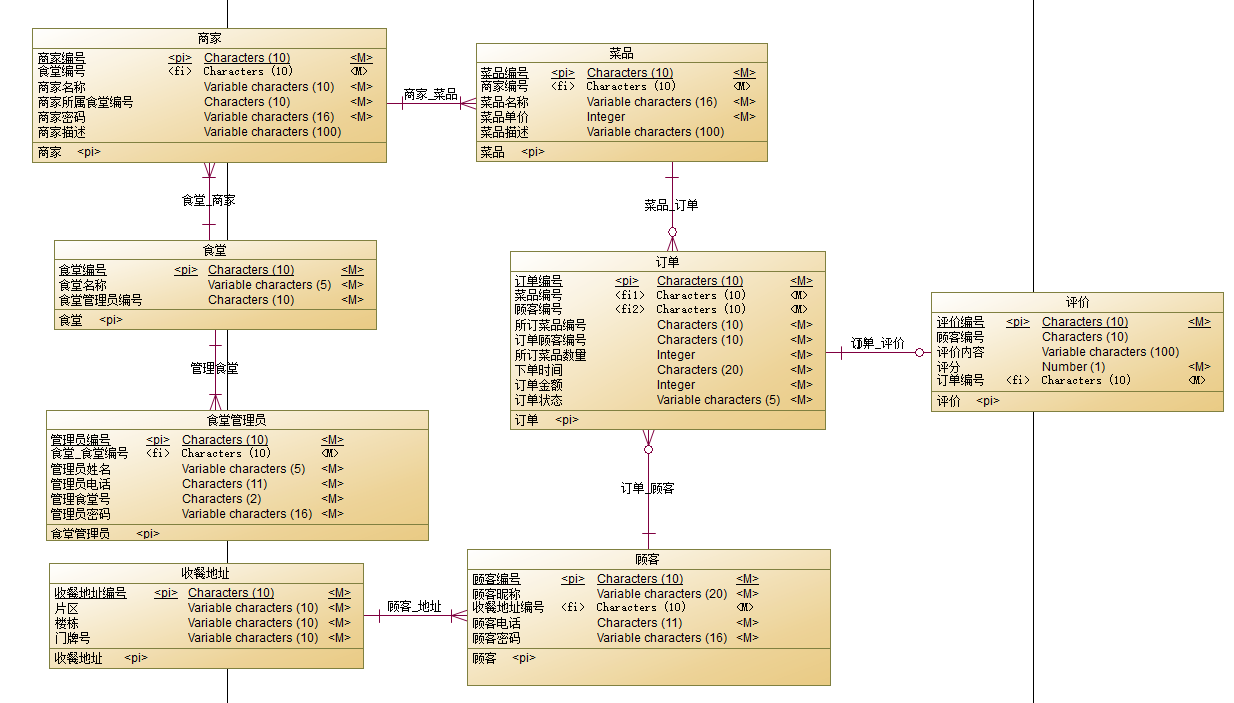 商家
商家编号 <pi> Characters (10) <M>
食堂编号 <fi> Characters (10) <M>
商家名称 Variable characters (10) <M>
商家所属食堂编号 Characters (10) <M>
商家密码 Variable characters (16) <M>
商家描述 Variable characters (100)
商家 <pi>
商家_菜品
菜品
菜品编号 <pi> Characters (10) <M>
商家编号 <fi> Characters (10) <M>
菜品名称 Variable characters (16) <M>
菜品单价 Integer <M>
菜品描述 Variable characters (100)
菜品 <pi>
食堂_商家
菜品_订单
食堂
食堂编号 <pi> Characters (10) <M>
食堂名称 Variable characters (5) <M>
食堂管理员编号 Characters (10) <M>
食堂 <pi>
订单
订单编号 <pi> Characters (10) <M>
菜品编号 <fi1> Characters (10) <M>
顾客编号 <fi2> Characters (10) <M>
所订菜品编号 Characters (10) <M>
订单顾客编号 Characters (10) <M>
所订菜品数量 Integer <M>
下单时间 Characters (20) <M>
订单金额 Integer <M>
订单状态 Variable characters (5) <M>
订单 <pi>
订单_评价
评价
评价编号 <pi> Characters (10) <M>
顾客编号 Characters (10)
评价内容 Variable characters (100)
评分 Number (1) <M>
订单编号 <fi> Characters (10) <M>
评价 <pi>
管理食堂
食堂管理员
管理员编号 <pi> Characters (10) <M>
食堂_食堂编号 <fi> Characters (10) <M>
管理员姓名 Variable characters (5) <M>
管理员电话 Characters (11) <M>
管理食堂号 Characters (2) <M>
管理员密码 Variable characters (16) <M>
食堂管理员 <pi>
订单_顾客
收餐地址
收餐地址编号 <pi> Characters (10) <M>
片区 Variable characters (10) <M>
楼栋 Variable characters (10) <M>
门牌号 Variable characters (10) <M>
收餐地址 <pi>
顾客_地址
顾客
顾客编号 <pi> Characters (10) <M>
顾客昵称 Variable characters (20) <M>
收餐地址编号 <fi> Characters (10) <M>
顾客电话 Characters (11) <M>
顾客密码 Variable characters (16) <M>
顾客 <pi>